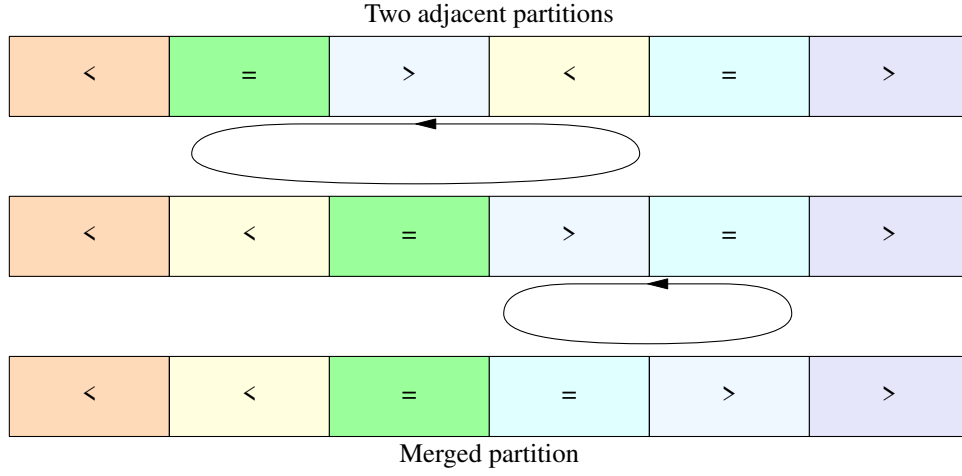 Two adjacent partitions
< = > < = >
< < = > = >
< < = = > >
Merged partition